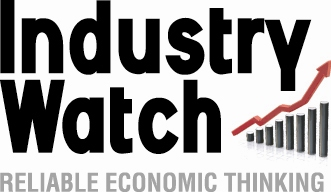 Industry
Watch
RELIABLE ECONOMIC THINKING